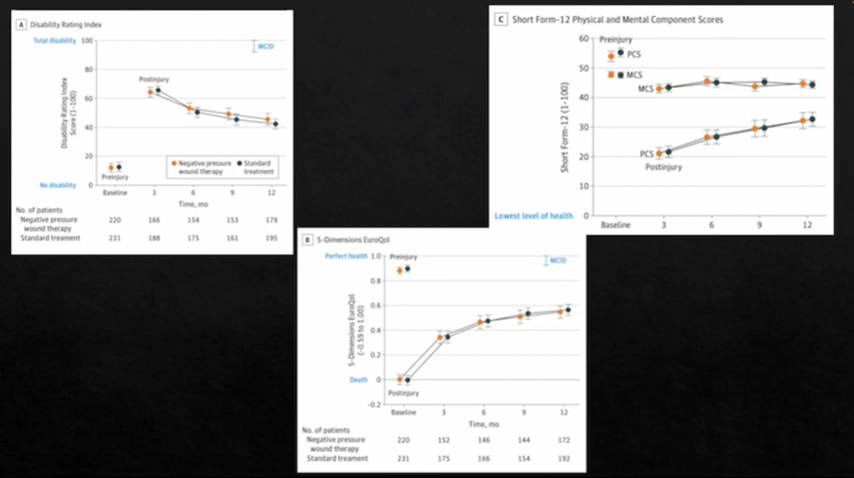 A Disability Rating Index
Total disability 100
MCID
80
Postinjury
Disability Rating Index
Score (1-100)
60
40
20
Negative pressure
wound therapy
Standard
treatment
Preinjury
No disability 0
Baseline 3 6 9 12
Time, mo
No. of patients
Negative pressure
wound therapy
220 166 154 153 179
Standard treament 231 188 175 161 195
C Short Form-12 Physical and Mental Component Scores
60
Preinjury
PCS
50
MCS
MCS
40
Short Form-12 (1-100)
30
PCS
20
Postinjury
10
Lowest level of health 0
Baseline 3 6 9 12
B 5-Dimensions EuroQol
Perfect health 1.0
Preinjury
MCID
0.8
0.6
5-Dimensions EuroQol
(-0.59 to 1.00)
0.4
0.2
Death 0
Postinjury
-0.2
Baseline 3 6 9 12
Time, mo
No. of patients
Negative pressure
wound therapy
220 152 146 144 172
Standard treament 231 175 166 154 192